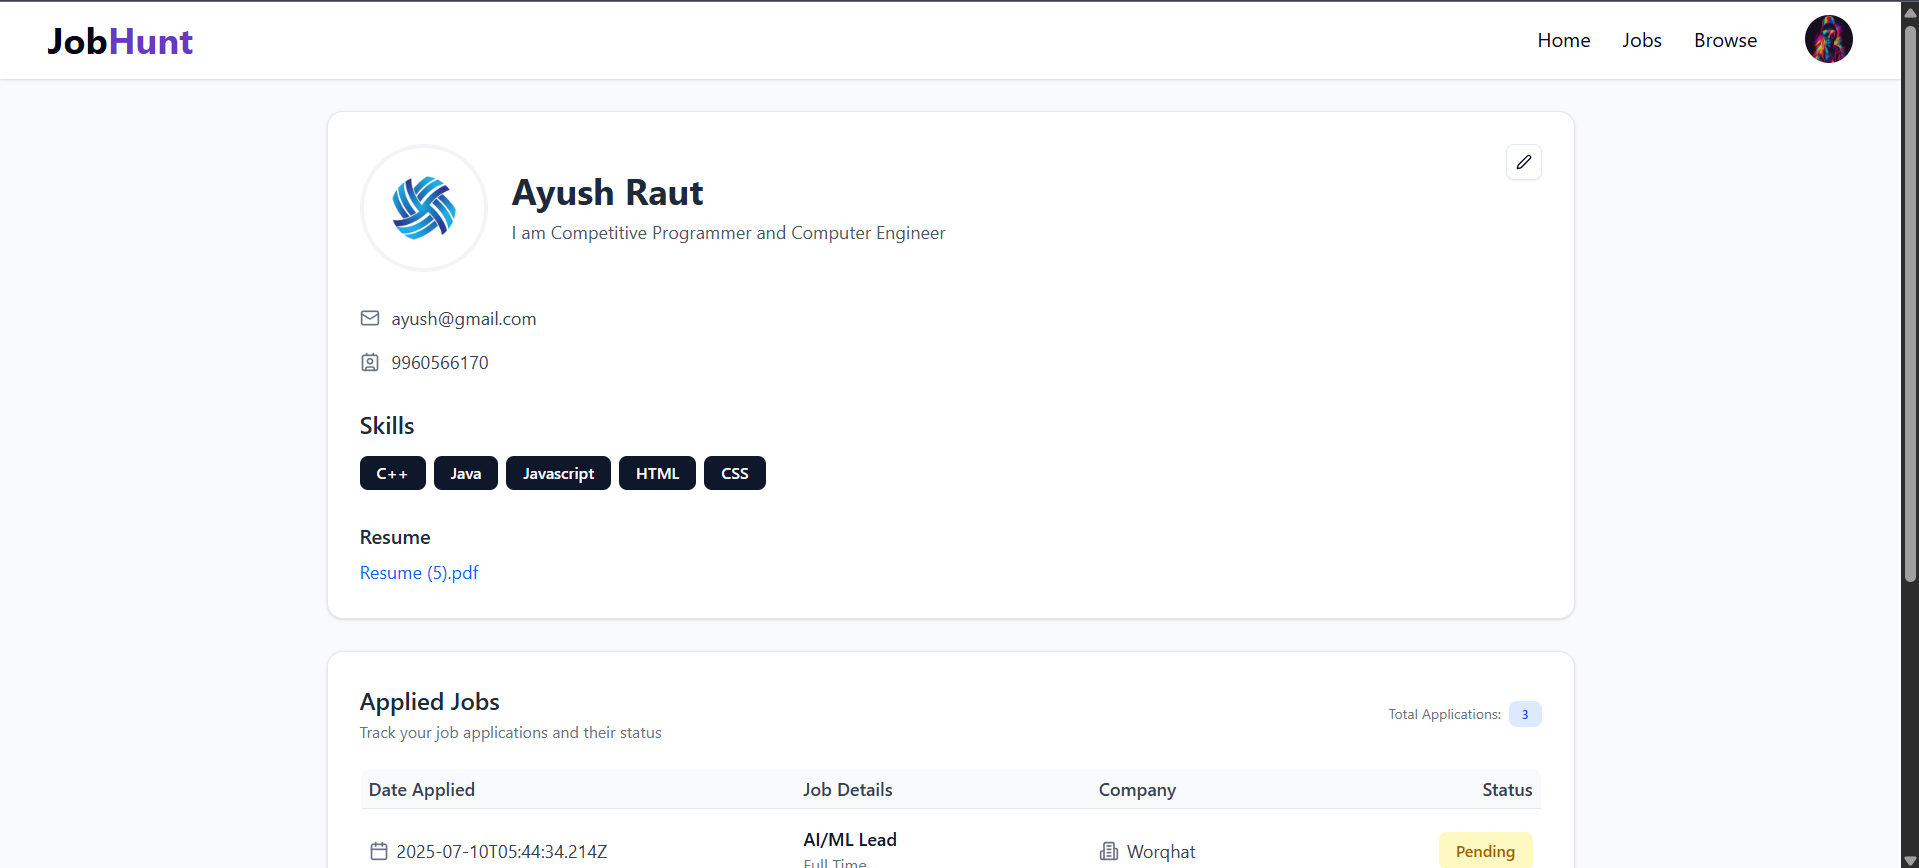 JobHunt
Home Jobs Browse
Ayush Raut
I am Competitive Programmer and Computer Engineer
ayush@gmail.com
9960566170
Skills
C++ Java Javascript HTML CSS
Resume
Resume (5).pdf
Applied Jobs
Total Applications: 3
Track your job applications and their status
Date Applied Job Details Company Status
AI/ML Lead
2025-07-10T05:44:34.214Z Worqhat Pending
Full Time